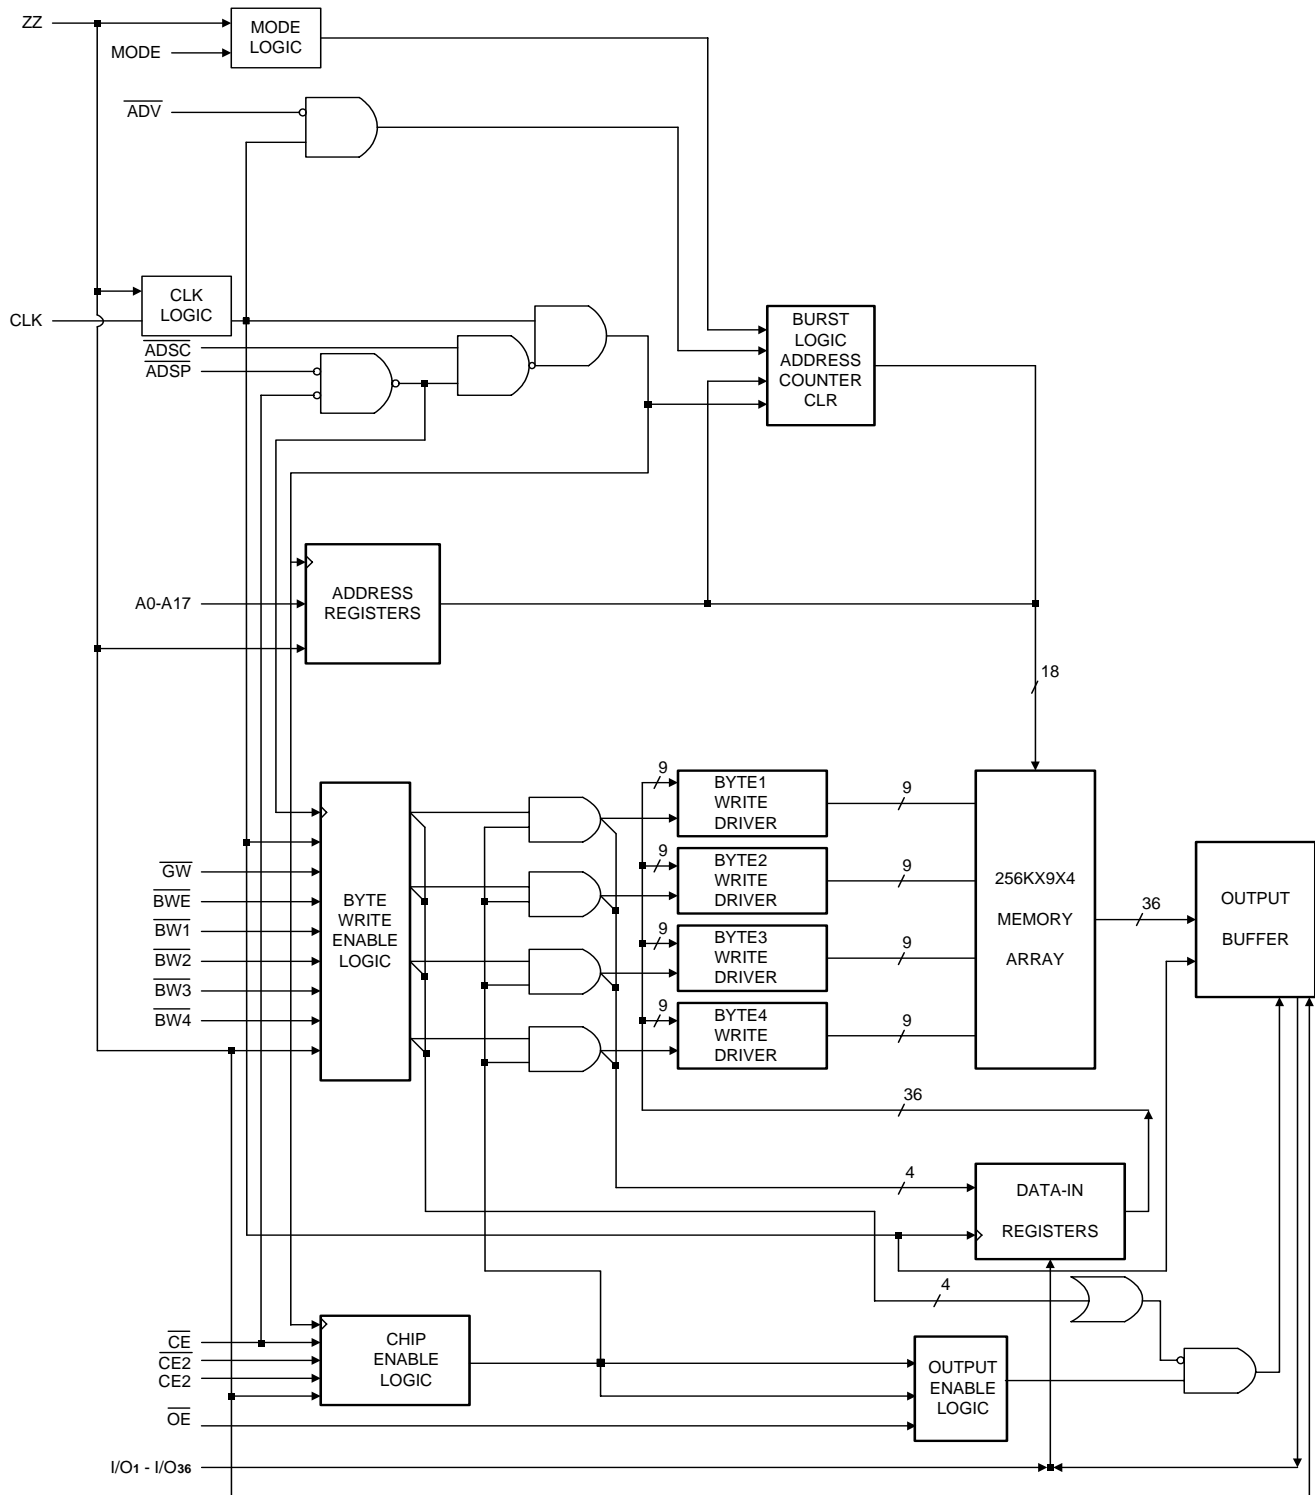 ZZ
MODE
MODE
LOGIC
ADV
CLK
CLK
LOGIC
ADSC
ADSP
BURST
LOGIC
ADDRESS
COUNTER
CLR
A0-A17
ADDRESS
REGISTERS
18
GW
BWE
BW1
BW2
BW3
BW4
BYTE
WRITE
ENABLE
LOGIC
9
BYTE1
WRITE
DRIVER
9
9
BYTE2
WRITE
DRIVER
9
9
BYTE3
WRITE
DRIVER
9
9
BYTE4
WRITE
DRIVER
9
256KX9X4
MEMORY
ARRAY
36
OUTPUT
BUFFER
36
4
DATA-IN
REGISTERS
4
CE
CE2
CE2
CHIP
ENABLE
LOGIC
OE
OUTPUT
ENABLE
LOGIC
I/O1 - I/O36